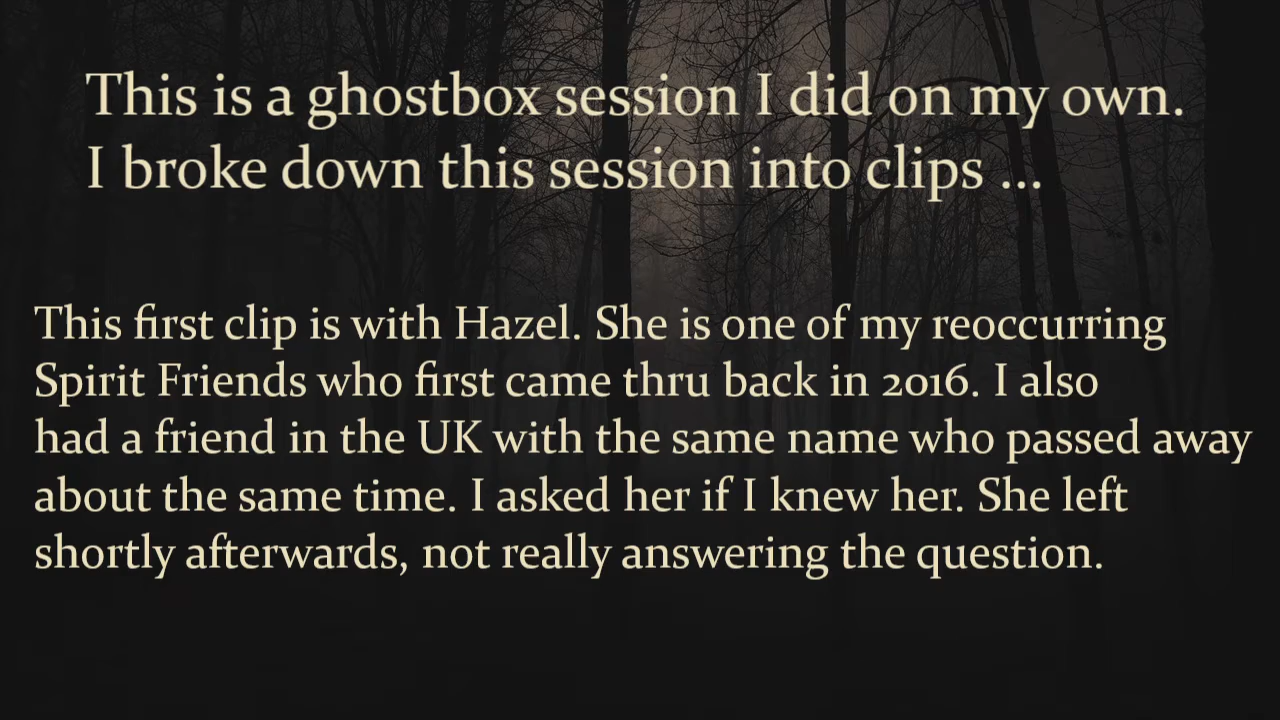 This is a ghostbox session I did on my own.
I broke down this session into clips ...
This first clip is with Hazel. She is one of my reoccurring
Spirit Friends who first came thru back in 2016. I also
had a friend in the UK with the same name who passed away
about the same time. I asked her if I knew her. She left
shortly afterwards, not really answering the question.